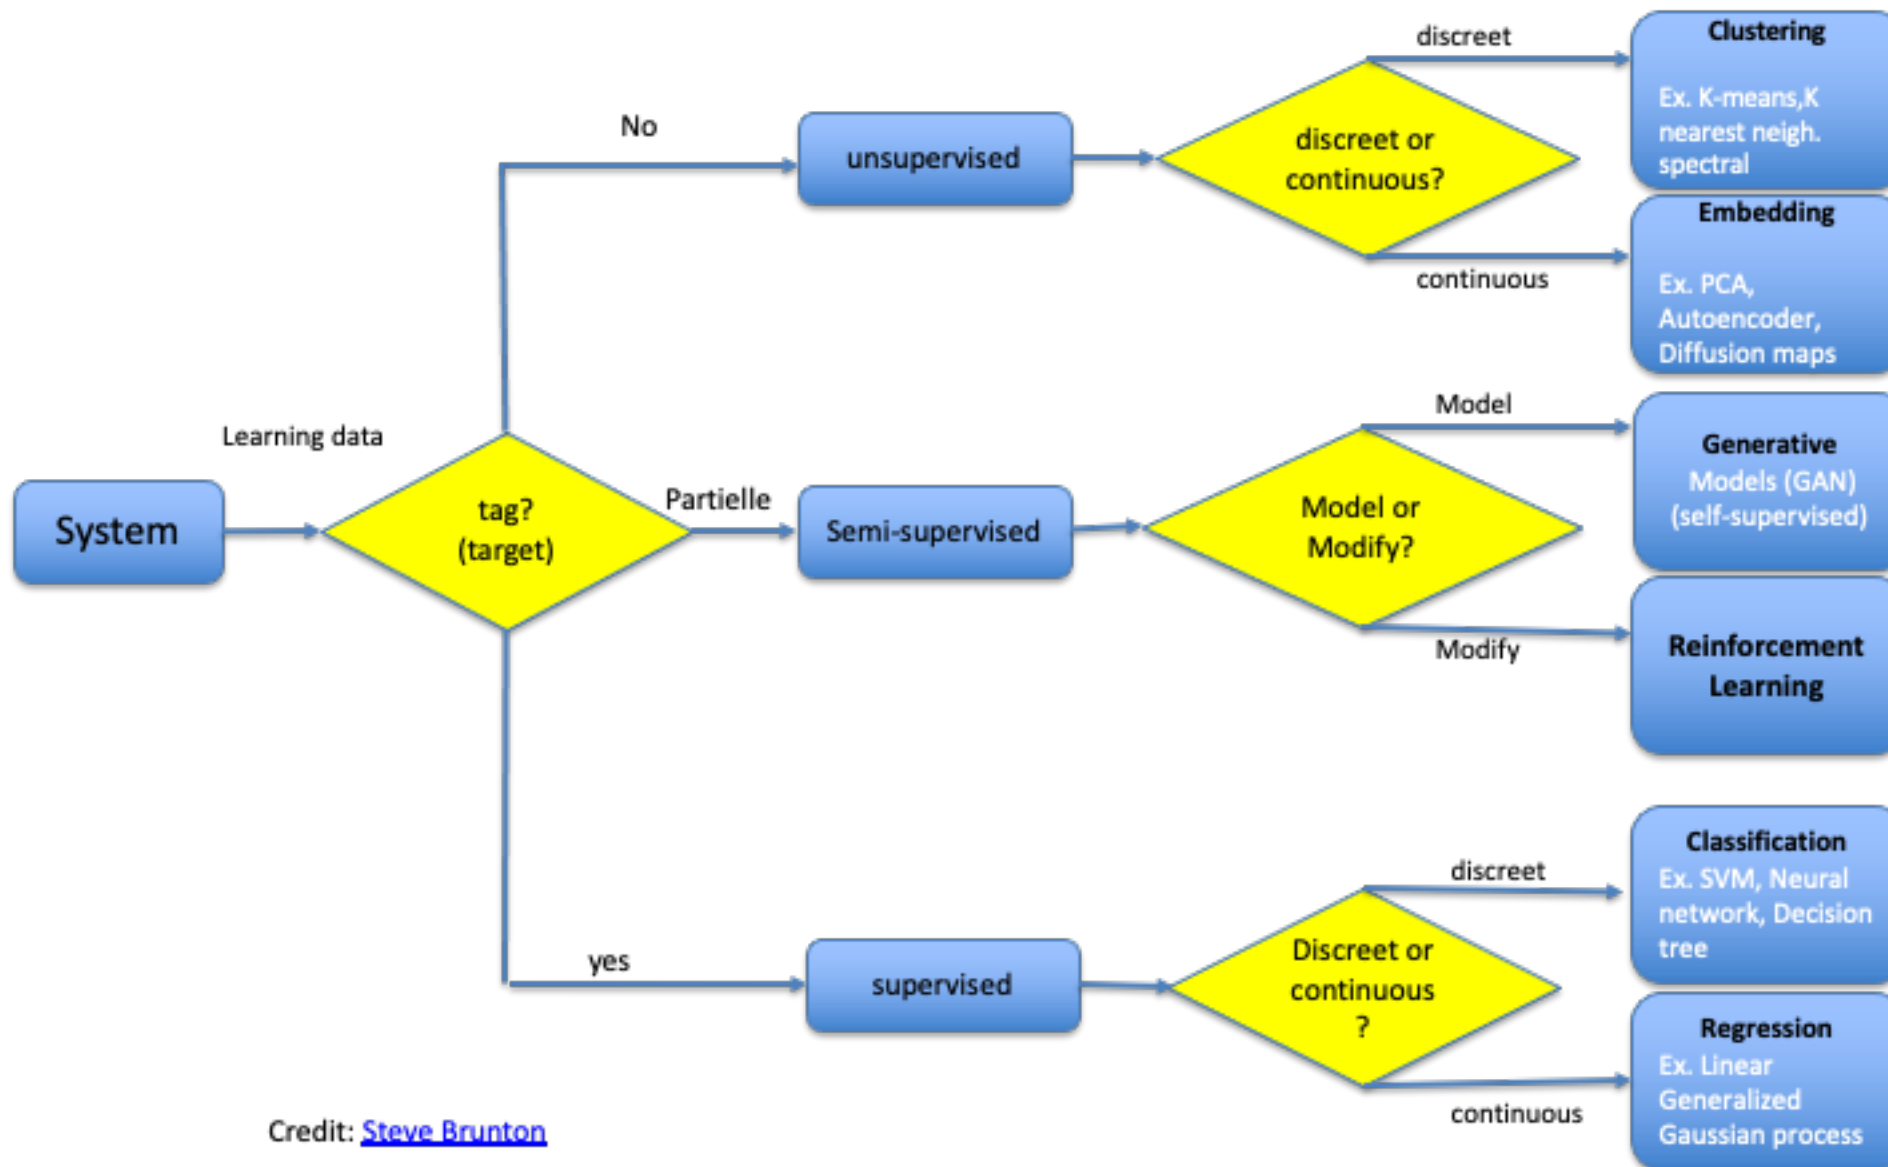 discreet
Clustering
Ex. K-means,K
nearest neigh.
spectral
No
unsupervised
discreet or
continuous?
Embedding
continuous
Ex. PCA,
Autoencoder,
Diffusion maps
Learning data
System
tag?
(target)
Partielle
Semi-supervised
Model or
Modify?
Model
Generative
Models (GAN)
(self-supervised)
Modify
Reinforcement
Learning
yes
supervised
Discreet or
continuous
?
discreet
Classification
Ex. SVM, Neural
network, Decision
tree
continuous
Regression
Ex. Linear
Generalized
Gaussian process
Credit: Steve Brunton